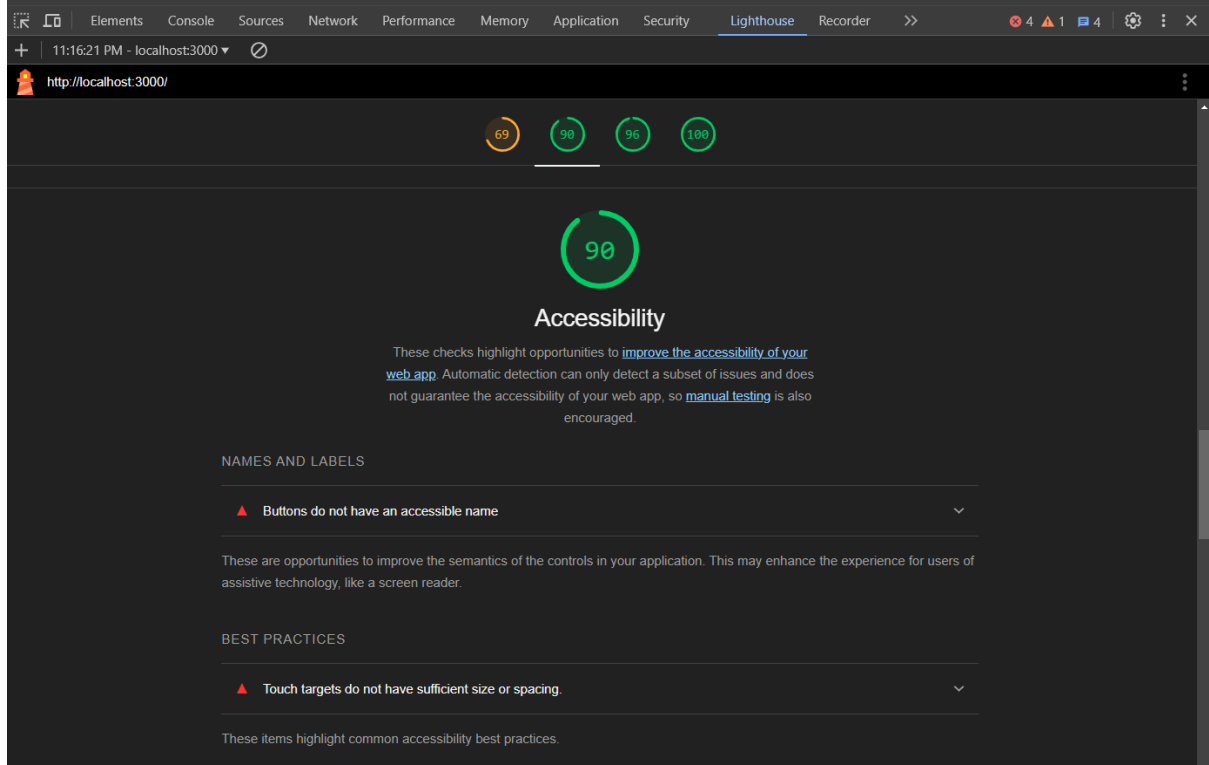 Elements Console Sources Network Performance Memory Application Security Lighthouse Recorder >> 4 1 4
11:16:21 PM - localhost:3000
http://localhost:3000/
69 90 96 100
90
Accessibility
These checks highlight opportunities to improve the accessibility of your
web app. Automatic detection can only detect a subset of issues and does
not guarantee the accessibility of your web app, so manual testing is also
encouraged.
NAMES AND LABELS
Buttons do not have an accessible name
These are opportunities to improve the semantics of the controls in your application. This may enhance the experience for users of
assistive technology, like a screen reader.
BEST PRACTICES
Touch targets do not have sufficient size or spacing.
These items highlight common accessibility best practices.